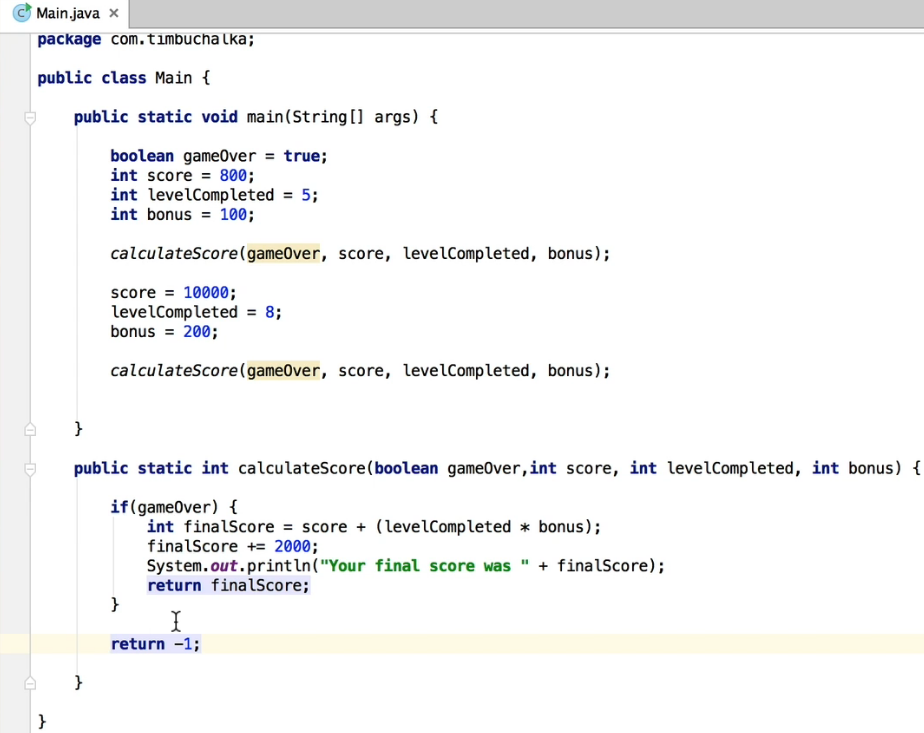 Main.java ×
package com.timbuchalka;
public class Main {
public static void main(String[] args) {
boolean gameOver = true;
int score = 800;
int levelCompleted = 5;
int bonus = 100;
calculateScore(gameOver, score, levelCompleted, bonus);
score = 10000;
levelCompleted = 8;
bonus = 200;
calculateScore(gameOver, score, levelCompleted, bonus);
}
public static int calculateScore(boolean gameOver,int score, int levelCompleted, int bonus) {
if(gameOver) {
int finalScore = score + (levelCompleted * bonus);
finalScore += 2000;
System.out.println("Your final score was " + finalScore);
return finalScore;
}
return -1;
}
}